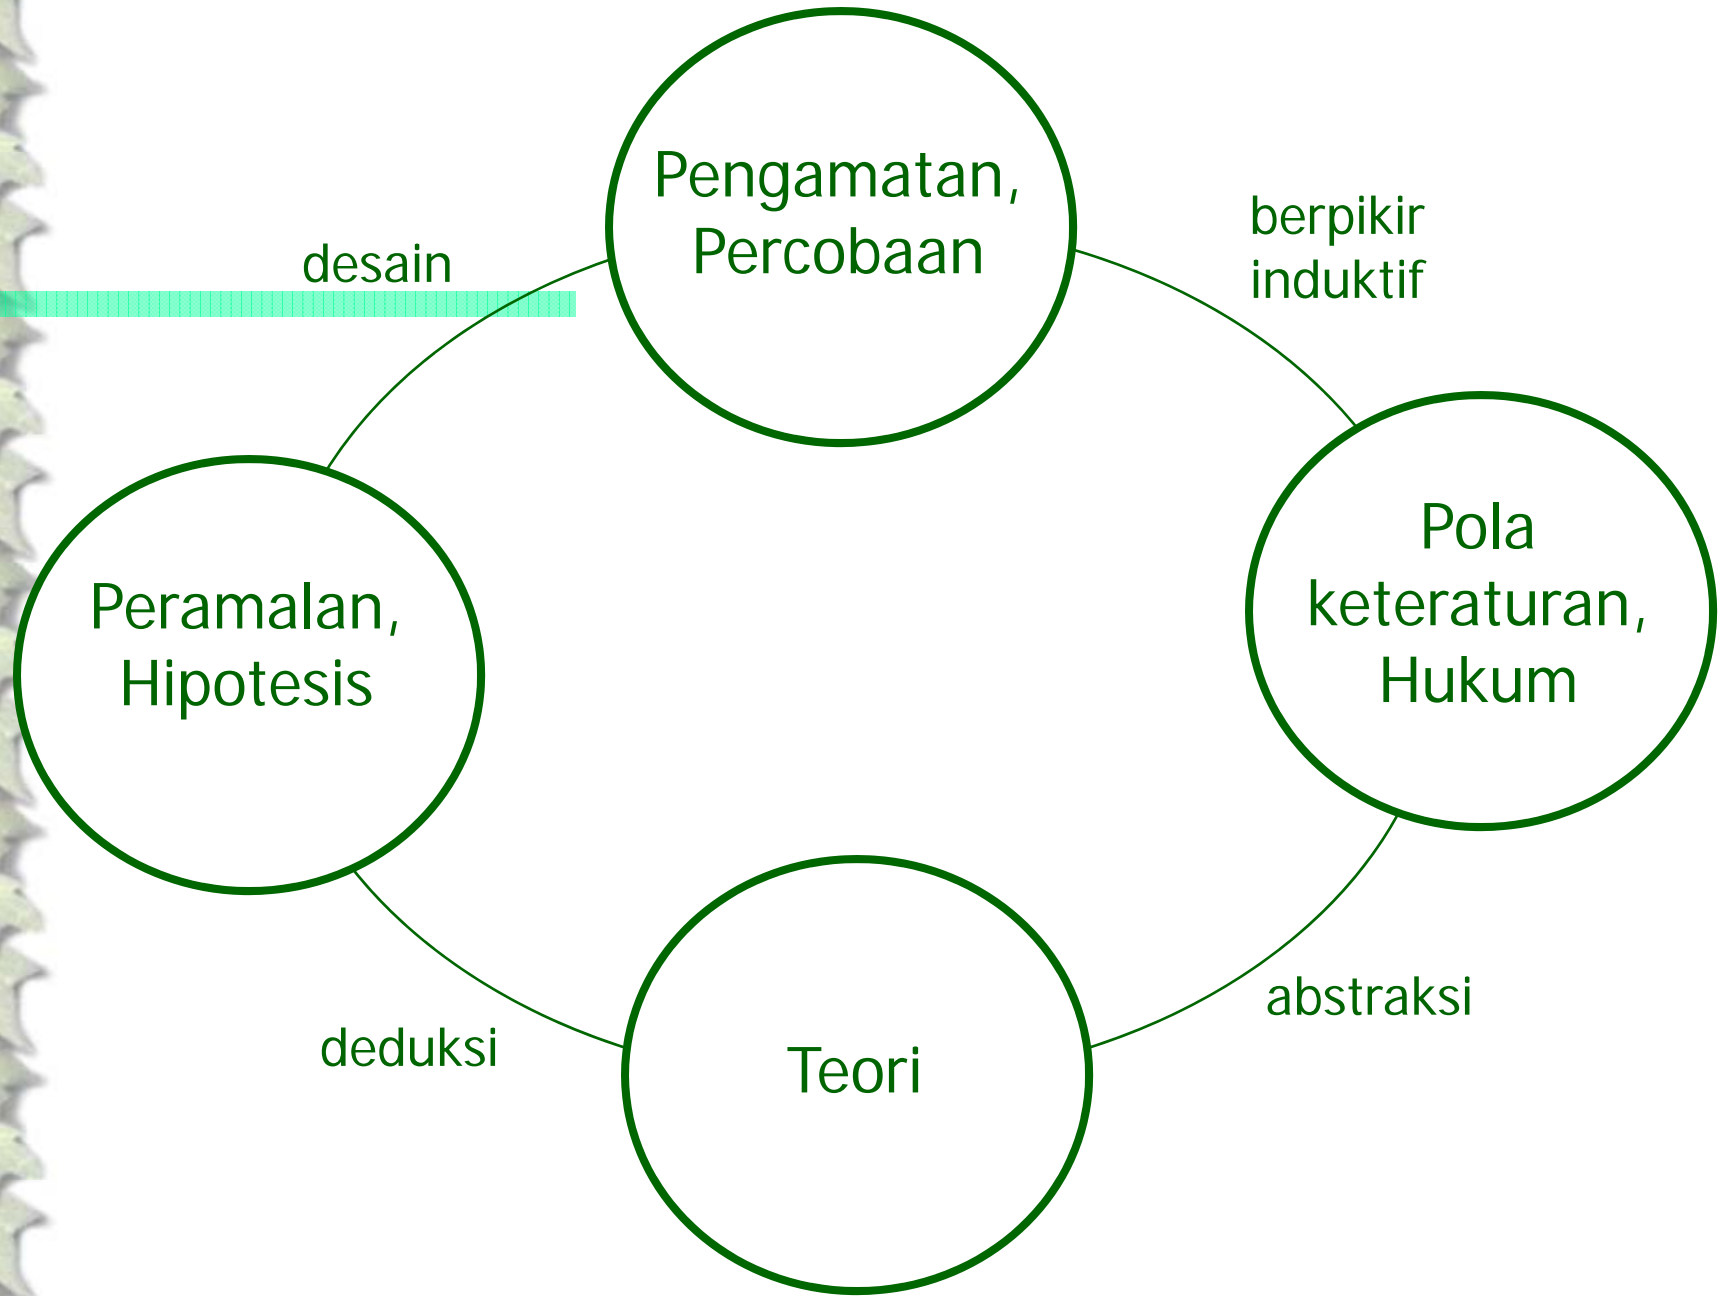 Pengamatan,
Percobaan
berpikir
induktif
desain
Pola
keteraturan,
Hukum
Peramalan,
Hipotesis
abstraksi
deduksi
Teori